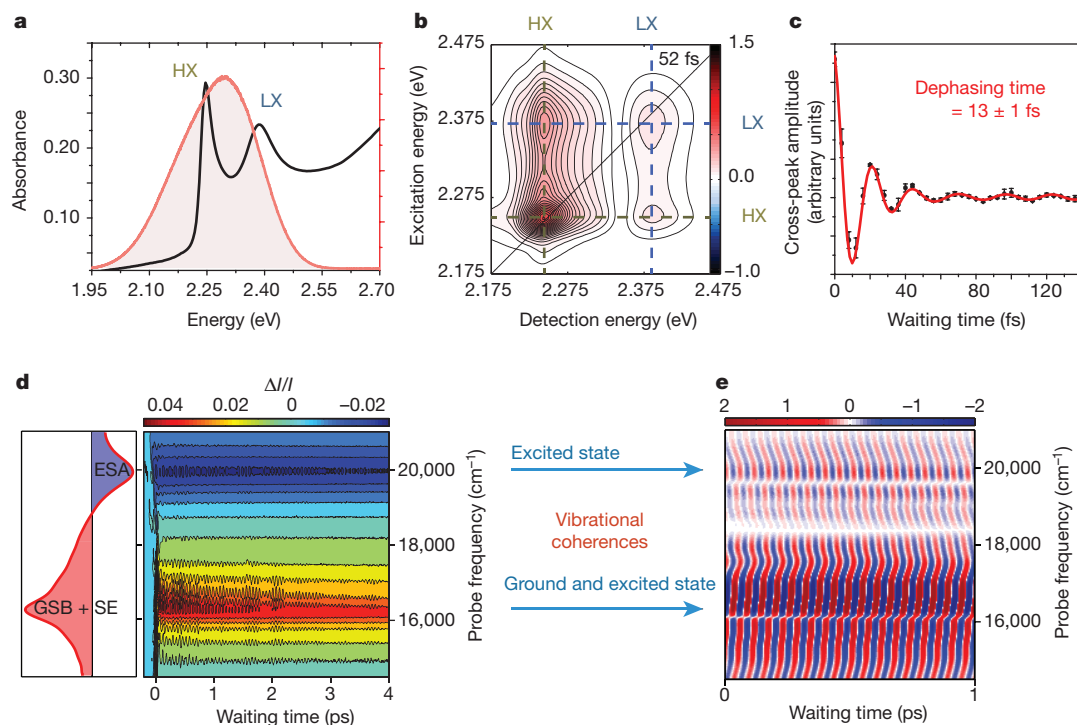 a
HX
LX
0.30
0.20
0.10
Absorbance
1.95 2.10 2.25 2.40 2.55 2.70
Energy (eV)
b
HX LX
52 fs
2.475
2.375
2.275
2.175
Excitation energy (eV)
LX
HX
1.5
0.0
–1.0
2.175 2.275 2.375 2.475
Detection energy (eV)
c
Dephasing time
= 13 ± 1 fs
Cross-peak amplitude
(arbitrary units)
0 40 80 120
Waiting time (fs)
d
ΔI/I
0.04 0.02 0 –0.02
ESA
GSB + SE
20,000
18,000
16,000
Probe frequency (cm–1)
0 1 2 3 4
Waiting time (ps)
Excited state
Vibrational
coherences
Ground and excited state
e
2 1 0 –1 –2
20,000
18,000
16,000
Probe frequency (cm–1)
0 1
Waiting time (ps)